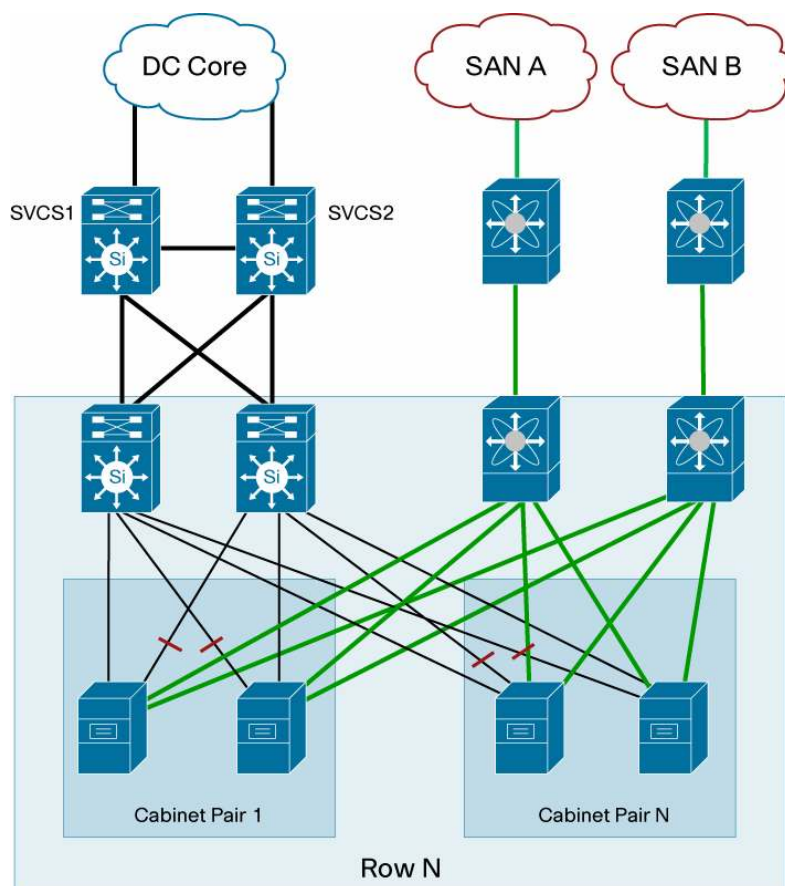 DC Core
SAN A
SAN B
SVCS1
SVCS2
Si
Si
Si
Si
Cabinet Pair 1
Cabinet Pair N
Row N